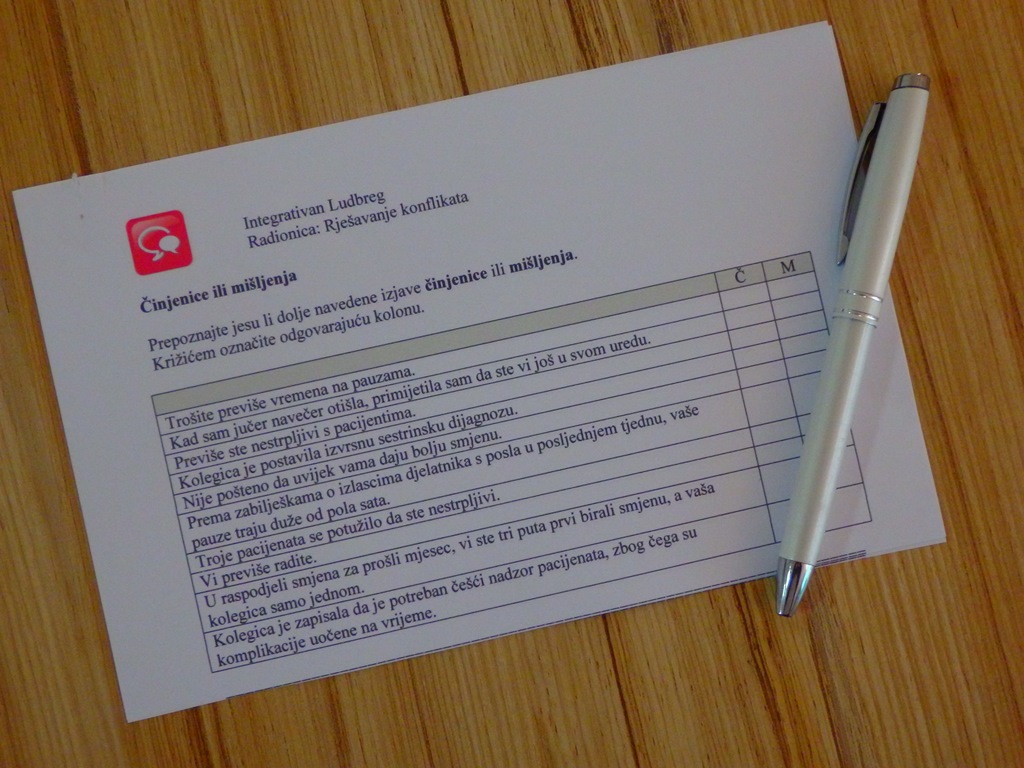 Integrativan Ludbreg
Radionica: Rješavanje konflikata
Činjenice ili mišljenja
Prepoznajte jesu li dolje navedene izjave činjenice ili mišljenja.
Križićem označite odgovarajuću kolonu.
Č M
Trošite previše vremena na pauzama.
Kad sam jučer navečer otišla, primijetila sam da ste vi još u svom uredu.
Previše ste nestrpljivi s pacijentima.
Kolegica je postavila izvrsnu sestrinsku dijagnozu.
Nije pošteno da uvijek vama daju bolju smjenu.
Prema zabilješkama o izlascima djelatnika s posla u posljednjem tjednu, vaše
pauze traju duže od pola sata.
Troje pacijenata se potužilo da ste nestrpljivi.
Vi previše radite.
U raspodjeli smjena za prošli mjesec, vi ste tri puta prvi birali smjenu, a vaša
kolegica samo jednom.
Kolegica je zapisala da je potreban češći nadzor pacijenata, zbog čega su
komplikacije uočene na vrijeme.